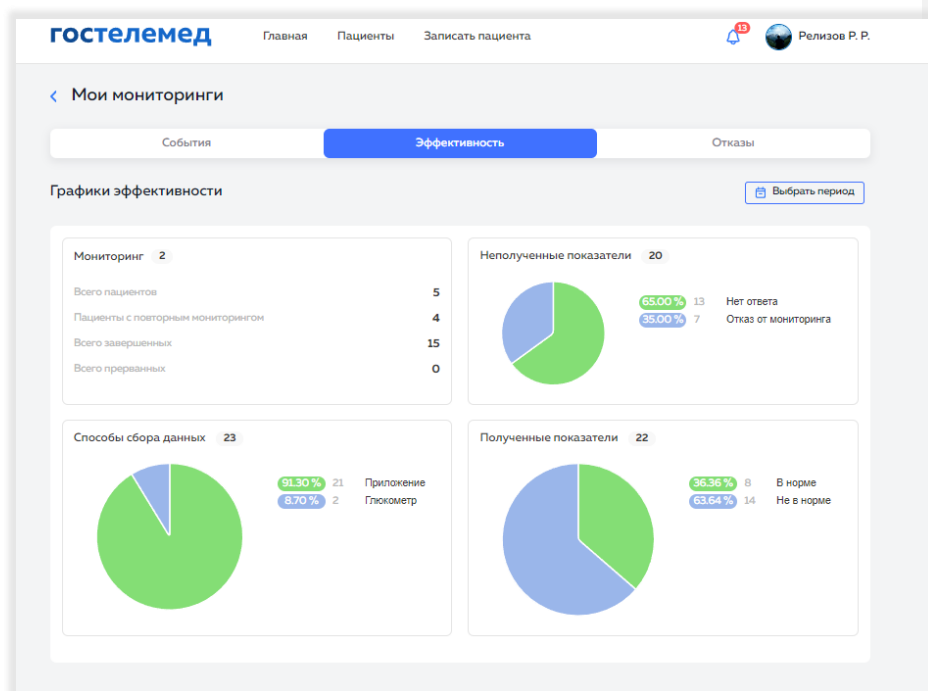 гостелемед Главная Пациенты Записать пациента 13 Релизов Р. Р.
Мои мониторинги
События Эффективность Отказы
Графики эффективности Выбрать период
Мониторинг 2
Всего пациентов 5
Пациенты с повторным мониторингом 4
Всего завершенных 15
Всего прерванных 0
Неполученные показатели 20
65.00 % 13 Нет ответа
35.00 % 7 Отказ от мониторинга
Способы сбора данных 23
91.30 % 21 Приложение
8.70 % 2 Глюкометр
Полученные показатели 22
36.36 % 8 В норме
63.64 % 14 Не в норме